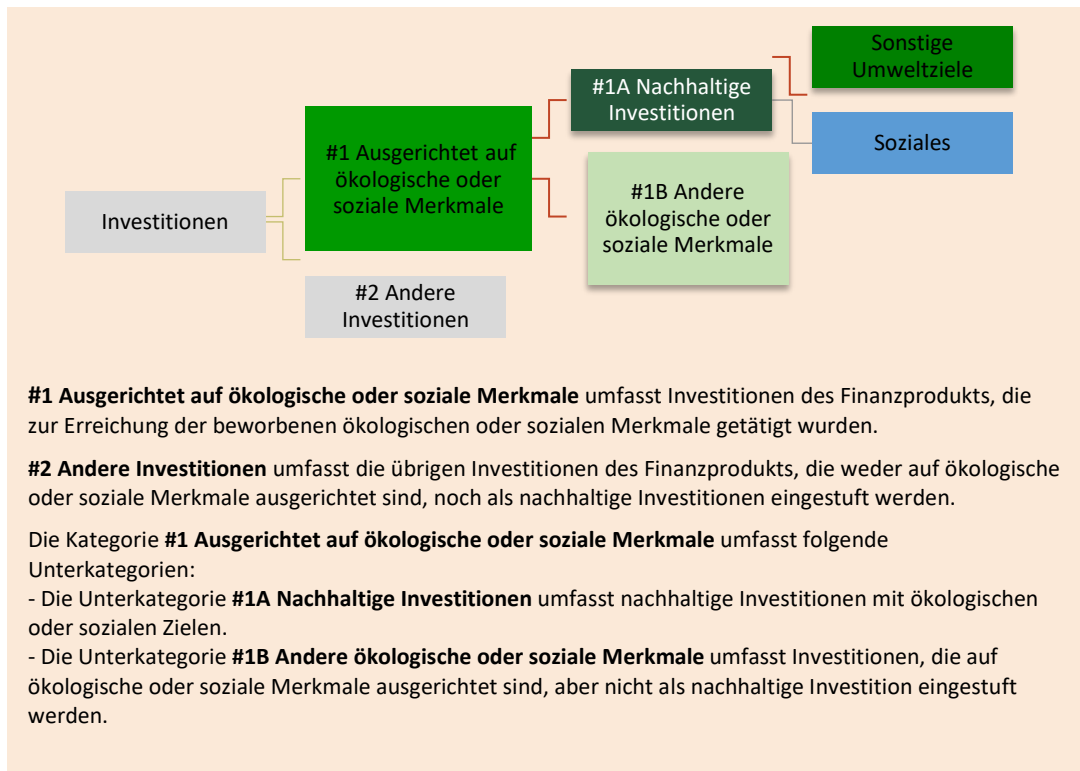 Sonstige
Umweltziele
#1A Nachhaltige
Investitionen
Soziales
#1 Ausgerichtet auf
ökologische oder
soziale Merkmale
#1B Andere
ökologische oder
soziale Merkmale
Investitionen
#2 Andere
Investitionen
#1 Ausgerichtet auf ökologische oder soziale Merkmale umfasst Investitionen des Finanzprodukts, die
zur Erreichung der beworbenen ökologischen oder sozialen Merkmale getätigt wurden.
#2 Andere Investitionen umfasst die übrigen Investitionen des Finanzprodukts, die weder auf ökologische
oder soziale Merkmale ausgerichtet sind, noch als nachhaltige Investitionen eingestuft werden.
Die Kategorie #1 Ausgerichtet auf ökologische oder soziale Merkmale umfasst folgende
Unterkategorien:
- Die Unterkategorie #1A Nachhaltige Investitionen umfasst nachhaltige Investitionen mit ökologischen
oder sozialen Zielen.
- Die Unterkategorie #1B Andere ökologische oder soziale Merkmale umfasst Investitionen, die auf
ökologische oder soziale Merkmale ausgerichtet sind, aber nicht als nachhaltige Investition eingestuft
werden.